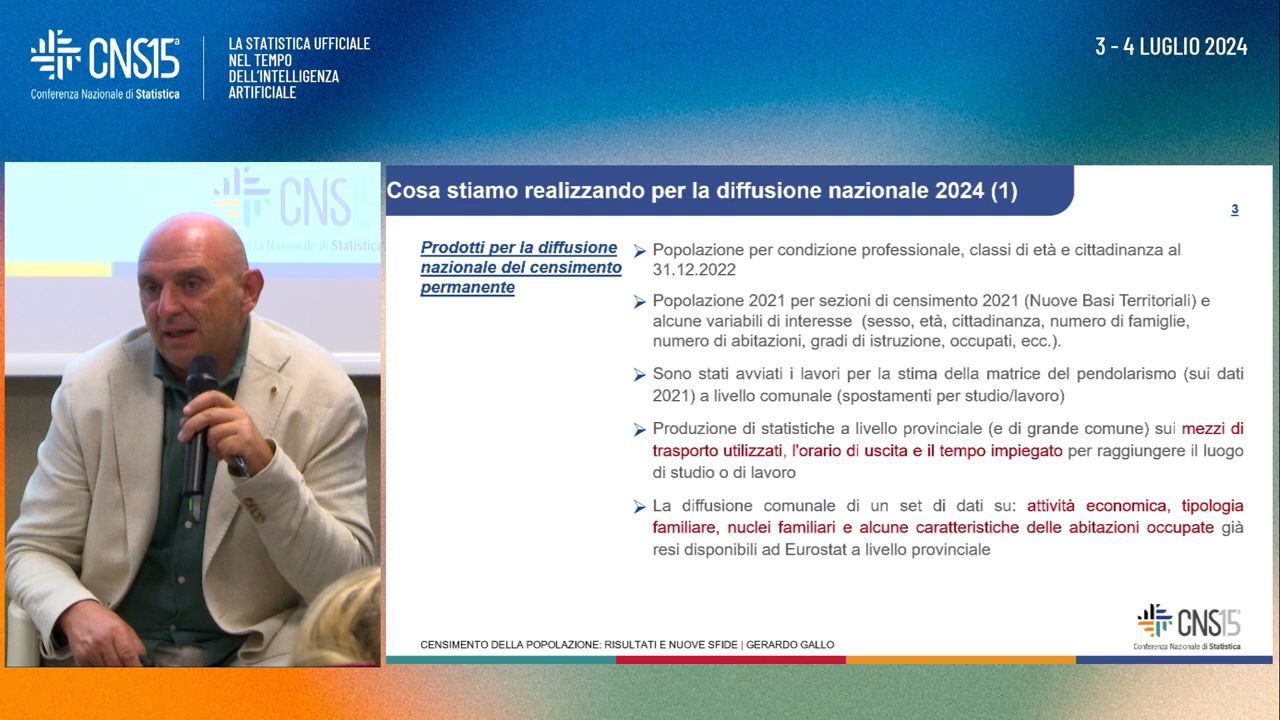 CNS15ª
Conferenza Nazionale di Statistica
LA STATISTICA UFFICIALE
NEL TEMPO
DELL'INTELLIGENZA
ARTIFICIALE
3 - 4 LUGLIO 2024
CNS
Nazionale di Statistica
Cosa stiamo realizzando per la diffusione nazionale 2024 (1)
3
Prodotti per la diffusione
nazionale del censimento
permanente
Popolazione per condizione professionale, classi di età e cittadinanza al
31.12.2022
Popolazione 2021 per sezioni di censimento 2021 (Nuove Basi Territoriali) e
alcune variabili di interesse (sesso, età, cittadinanza, numero di famiglie,
numero di abitazioni, gradi di istruzione, occupati, ecc.).
Sono stati avviati i lavori per la stima della matrice del pendolarismo (sui dati
2021) a livello comunale (spostamenti per studio/lavoro)
Produzione di statistiche a livello provinciale (e di grande comune) sui mezzi di
trasporto utilizzati, l'orario di uscita e il tempo impiegato per raggiungere il luogo
di studio o di lavoro
La diffusione comunale di un set di dati su: attività economica, tipologia
familiare, nuclei familiari e alcune caratteristiche delle abitazioni occupate già
resi disponibili ad Eurostat a livello provinciale
CENSIMENTO DELLA POPOLAZIONE: RISULTATI E NUOVE SFIDE | GERARDO GALLO
CNS15ª
Conferenza Nazionale di Statistica